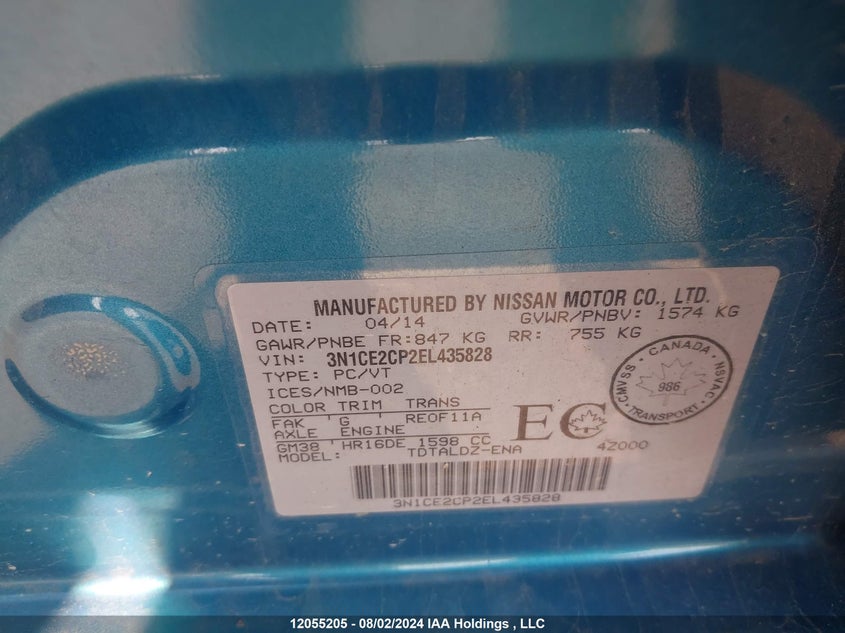 MANUFACTURED BY NISSAN MOTOR CO., LTD.
DATE: 04/14 GVWR/PNBV: 1574 KG
GAWR/PNBE FR:847 KG RR: 755 KG
VIN: 3N1CE2CP2EL435828
TYPE: PC/VT
ICES/NMB-002
COLOR TRIM TRANS
FAK G REOF11A
AXLE ENGINE
GM38 HR16DE 1598 CC
MODEL: TDTALDZ-ENA
EC
4Z000
CMVSS · CANADA · NSVAC
986
TRANSPORT
3N1CE2CP2EL435828
12055205 - 08/02/2024 IAA Holdings , LLC